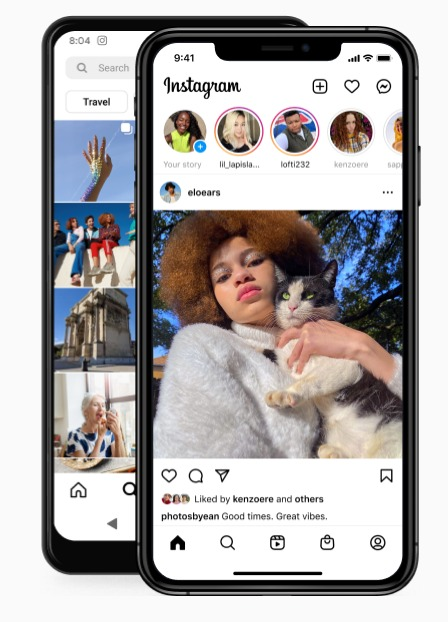 8:04
Search
Travel
9:41
Instagram
Your story
lil_lapisla...
lofti232
kenzoere
sapp
eloears
Liked by kenzoere and others
photosbyean Good times. Great vibes.